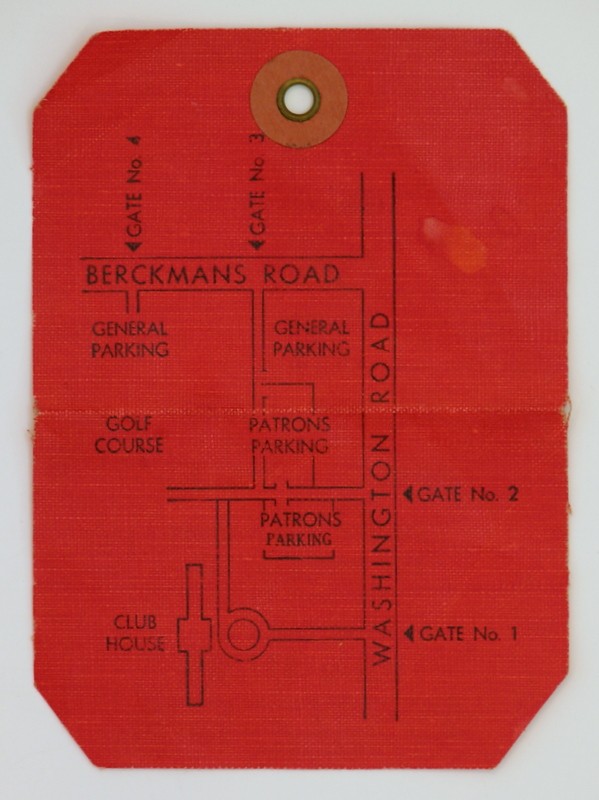 GATE No. 4
GATE No. 3
BERCKMANS ROAD
GENERAL
PARKING
GENERAL
PARKING
WASHINGTON ROAD
GOLF
COURSE
PATRONS
PARKING
GATE No. 2
PATRONS
PARKING
CLUB
HOUSE
GATE No. 1